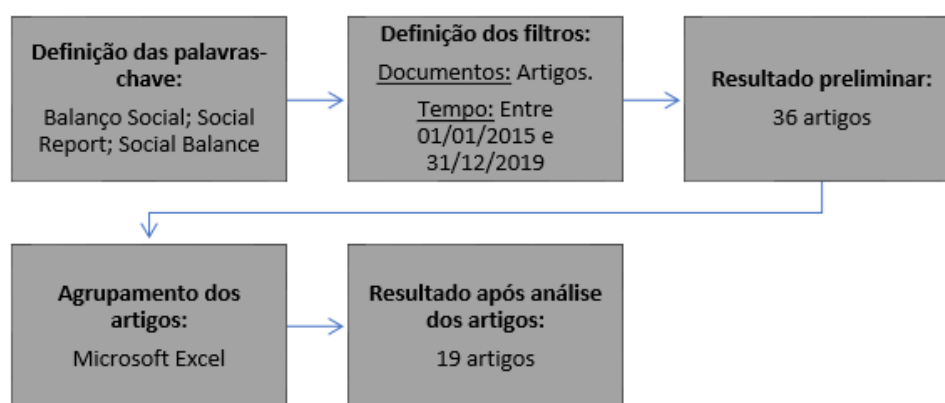 Definição das palavras-
chave:
Balanço Social; Social
Report; Social Balance
Definição dos filtros:
Documentos: Artigos.
Tempo: Entre
01/01/2015 e
31/12/2019
Resultado preliminar:
36 artigos
Agrupamento dos
artigos:
Microsoft Excel
Resultado após análise
dos artigos:
19 artigos